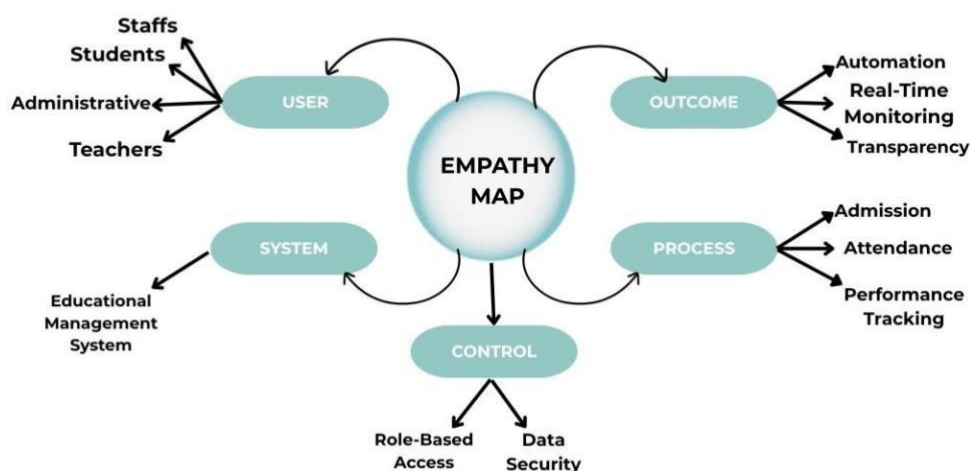 Staffs
Students
Administrative
Teachers
USER
EMPATHY
MAP
OUTCOME
Automation
Real-Time
Monitoring
Transparency
SYSTEM
Educational
Management
System
PROCESS
Admission
Attendance
Performance
Tracking
CONTROL
Role-Based
Access
Data
Security